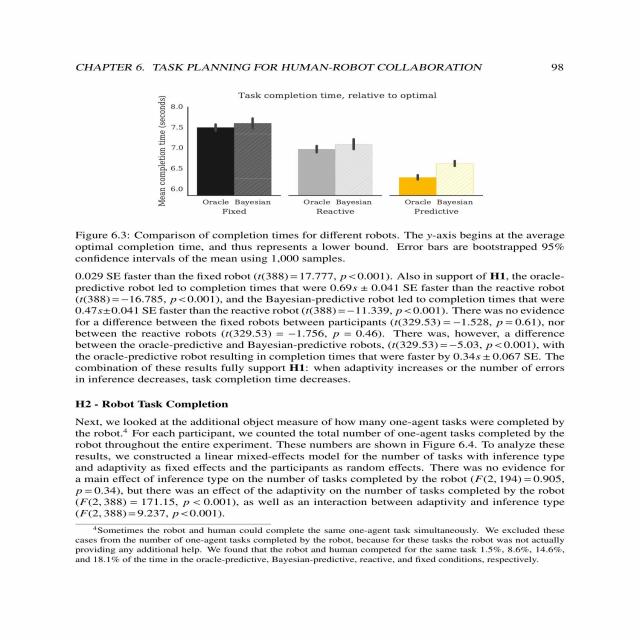 CHAPTER 6. TASK PLANNING FOR HUMAN-ROBOT COLLABORATION 98
Task completion time, relative to optimal
Mean completion time (seconds)
8.0
7.5
7.0
6.5
6.0
Oracle Bayesian Oracle Bayesian Oracle Bayesian
Fixed Reactive Predictive
Figure 6.3: Comparison of completion times for different robots. The y-axis begins at the average
optimal completion time, and thus represents a lower bound. Error bars are bootstrapped 95%
confidence intervals of the mean using 1,000 samples.
0.029 SE faster than the fixed robot (t(388)=17.777, p<0.001). Also in support of H1, the oracle-
predictive robot led to completion times that were 0.69s ± 0.041 SE faster than the reactive robot
(t(388)=−16.785, p<0.001), and the Bayesian-predictive robot led to completion times that were
0.47s±0.041 SE faster than the reactive robot (t(388)=−11.339, p<0.001). There was no evidence
for a difference between the fixed robots between participants (t(329.53)=−1.528, p=0.61), nor
between the reactive robots (t(329.53) = −1.756, p = 0.46). There was, however, a difference
between the oracle-predictive and Bayesian-predictive robots, (t(329.53)=−5.03, p<0.001), with
the oracle-predictive robot resulting in completion times that were faster by 0.34s±0.067 SE. The
combination of these results fully support H1: when adaptivity increases or the number of errors
in inference decreases, task completion time decreases.
H2 - Robot Task Completion
Next, we looked at the additional object measure of how many one-agent tasks were completed by
the robot.4 For each participant, we counted the total number of one-agent tasks completed by the
robot throughout the entire experiment. These numbers are shown in Figure 6.4. To analyze these
results, we constructed a linear mixed-effects model for the number of tasks with inference type
and adaptivity as fixed effects and the participants as random effects. There was no evidence for
a main effect of inference type on the number of tasks completed by the robot (F(2,194)=0.905,
p=0.34), but there was an effect of the adaptivity on the number of tasks completed by the robot
(F(2,388) = 171.15, p < 0.001), as well as an interaction between adaptivity and inference type
(F(2,388)=9.237, p<0.001).
4Sometimes the robot and human could complete the same one-agent task simultaneously. We excluded these
cases from the number of one-agent tasks completed by the robot, because for these tasks the robot was not actually
providing any additional help. We found that the robot and human competed for the same task 1.5%, 8.6%, 14.6%,
and 18.1% of the time in the oracle-predictive, Bayesian-predictive, reactive, and fixed conditions, respectively.